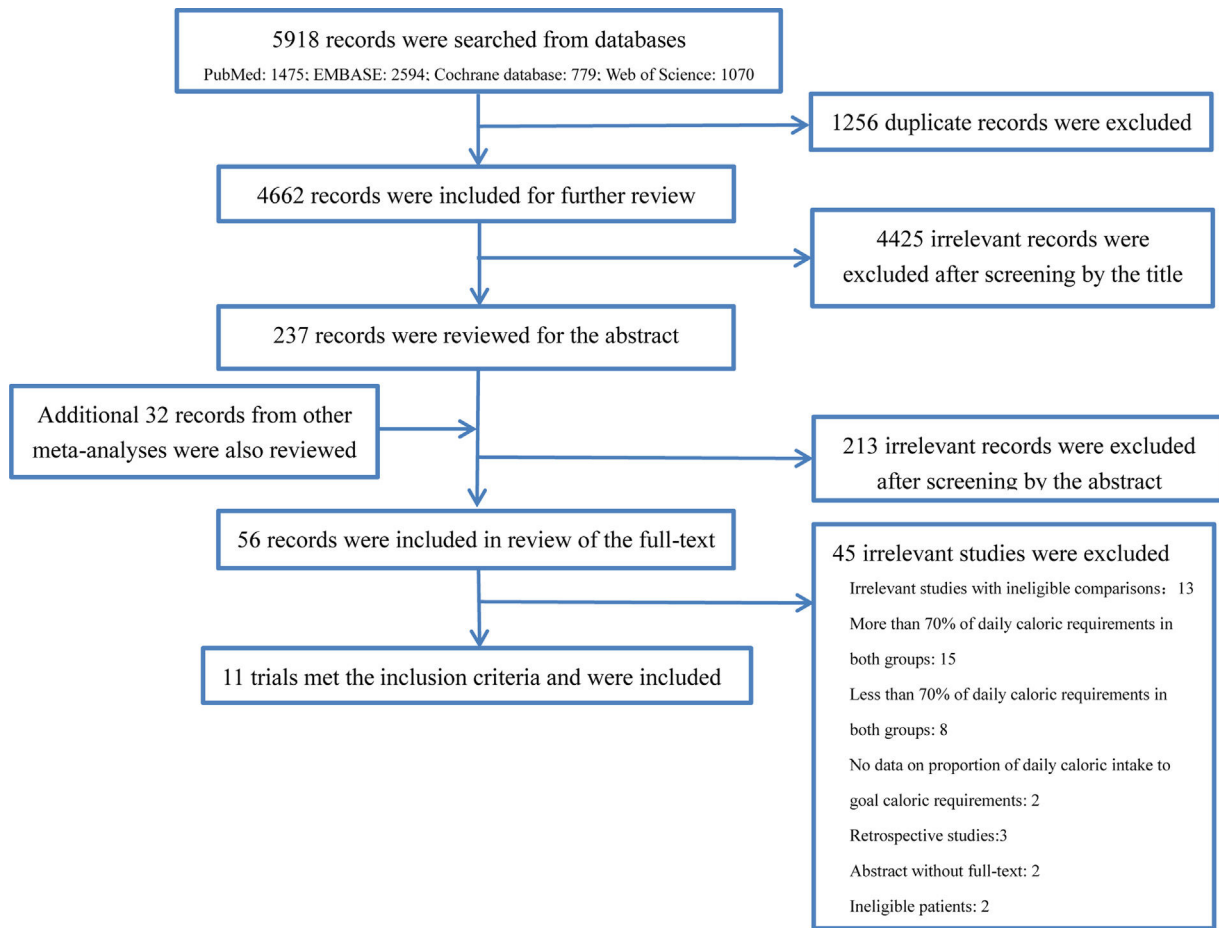 5918 records were searched from databases
PubMed: 1475; EMBASE: 2594; Cochrane database: 779; Web of Science: 1070
1256 duplicate records were excluded
4662 records were included for further review
4425 irrelevant records were
excluded after screening by the title
237 records were reviewed for the abstract
Additional 32 records from other
meta-analyses were also reviewed
213 irrelevant records were excluded
after screening by the abstract
56 records were included in review of the full-text
45 irrelevant studies were excluded
Irrelevant studies with ineligible comparisons：13
More than 70% of daily caloric requirements in
both groups: 15
Less than 70% of daily caloric requirements in
both groups: 8
No data on proportion of daily caloric intake to
goal caloric requirements: 2
Retrospective studies:3
Abstract without full-text: 2
Ineligible patients: 2
11 trials met the inclusion criteria and were included